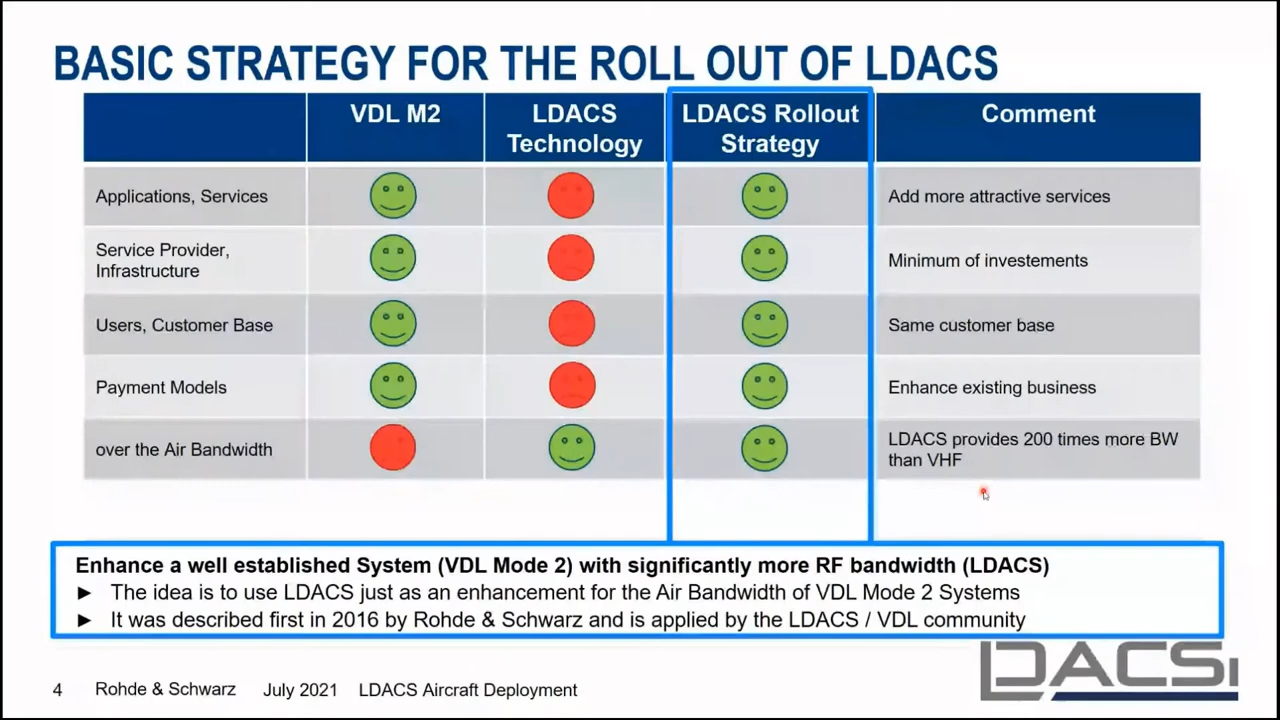 BASIC STRATEGY FOR THE ROLL OUT OF LDACS
VDL M2
LDACS
Technology
LDACS Rollout
Strategy
Comment
Applications, Services
Add more attractive services
Service Provider,
Infrastructure
Minimum of investements
Users, Customer Base
Same customer base
Payment Models
Enhance existing business
over the Air Bandwidth
LDACS provides 200 times more BW
than VHF
Enhance a well established System (VDL Mode 2) with significantly more RF bandwidth (LDACS)
► The idea is to use LDACS just as an enhancement for the Air Bandwidth of VDL Mode 2 Systems
► It was described first in 2016 by Rohde & Schwarz and is applied by the LDACS / VDL community
4 Rohde & Schwarz July 2021 LDACS Aircraft Deployment
LDACS